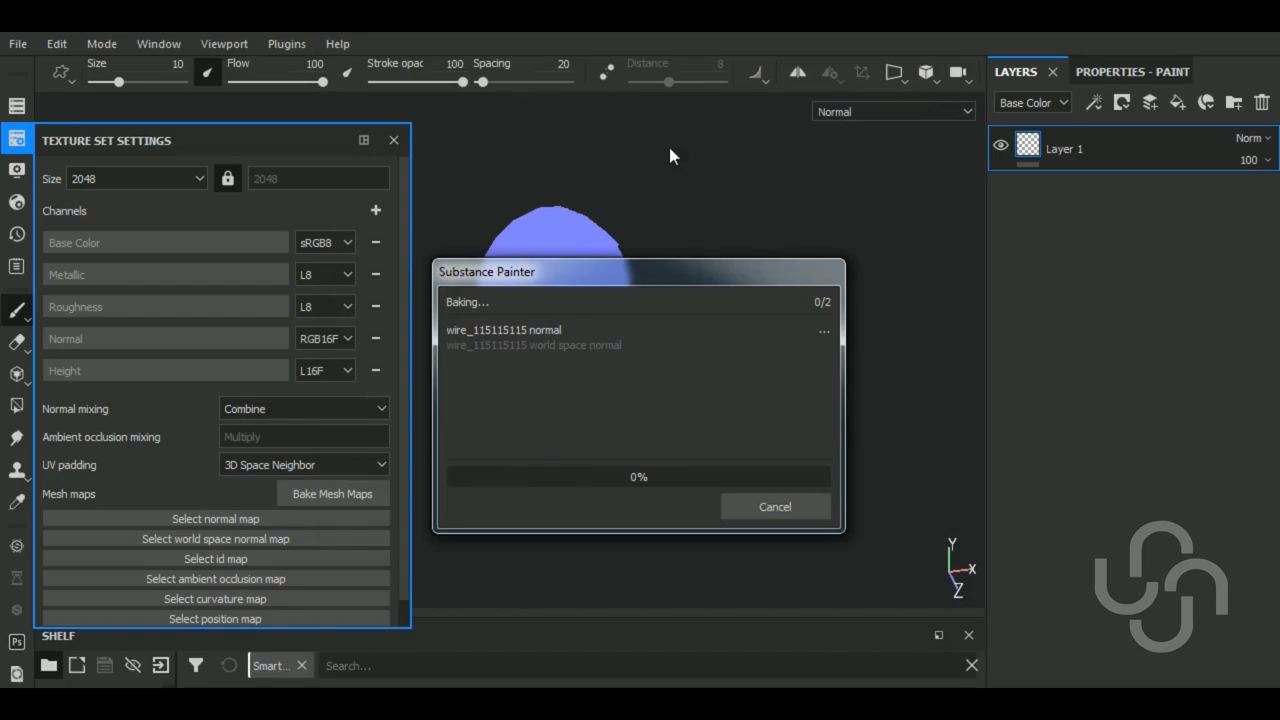 File Edit Mode Window Viewport Plugins Help
Size 10 Flow 100 Stroke opac 100 Spacing 20 Distance 8
LAYERS PROPERTIES - PAINT
Normal
Base Color
Layer 1
Norm
100
TEXTURE SET SETTINGS
Size 2048 2048
Channels
Base Color sRGB8
Metallic L8
Roughness L8
Normal RGB16F
Height L16F
Normal mixing Combine
Ambient occlusion mixing Multiply
UV padding 3D Space Neighbor
Mesh maps Bake Mesh Maps
Select normal map
Select world space normal map
Select id map
Select ambient occlusion map
Select curvature map
Select position map
Substance Painter
Baking... 0/2
wire_115115115 normal ...
wire_115115115 world space normal
0%
Cancel
Y
X
Z
SHELF
Smart... Search...
Ps